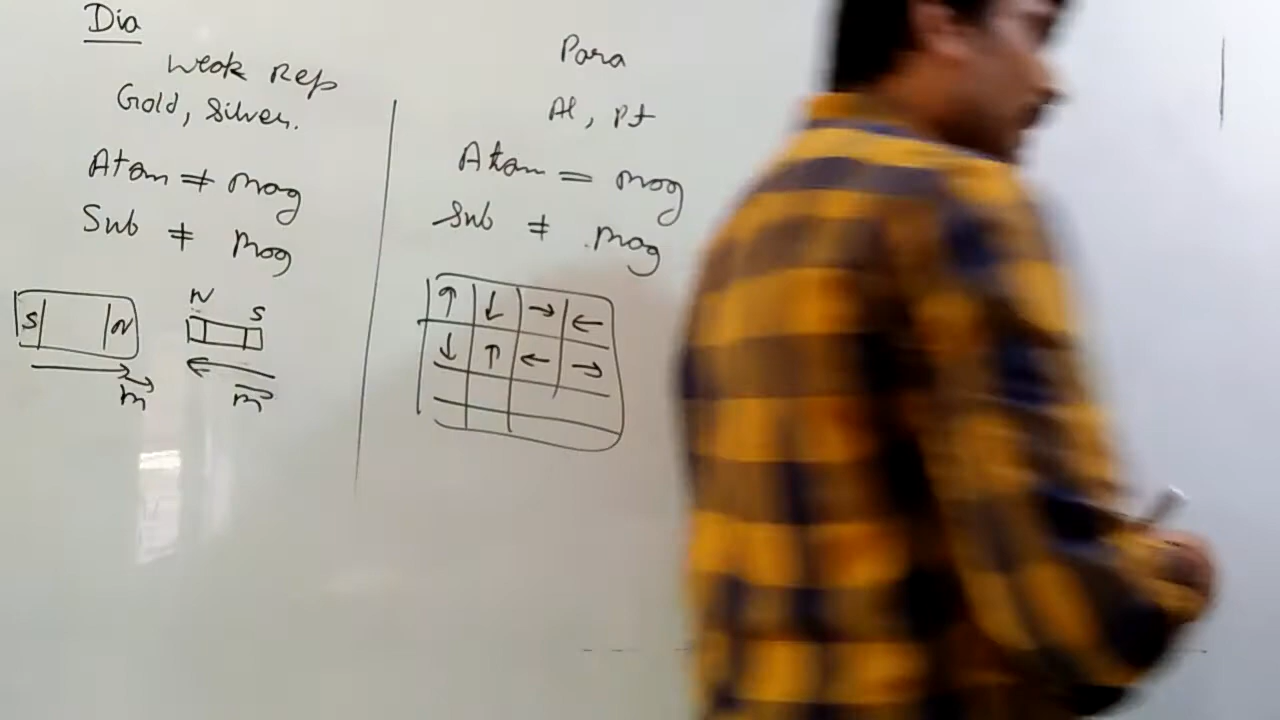 Dia
Weak Rep
Gold, Silver.
Atom ≠ Mag
Sub ≠ Mag
S N
N S
m m
Para
Al, Pt
Atom = Mag
Sub ≠ Mag
↑ ↓ → ←
↓ ↑ ← →